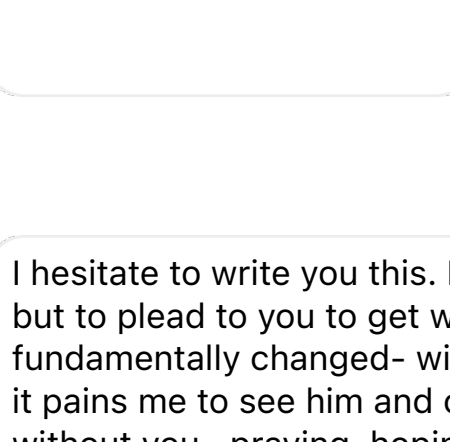 I hesitate to write you this.
but to plead to you to get
fundamentally changed-
it pains me to see him and
without you praying